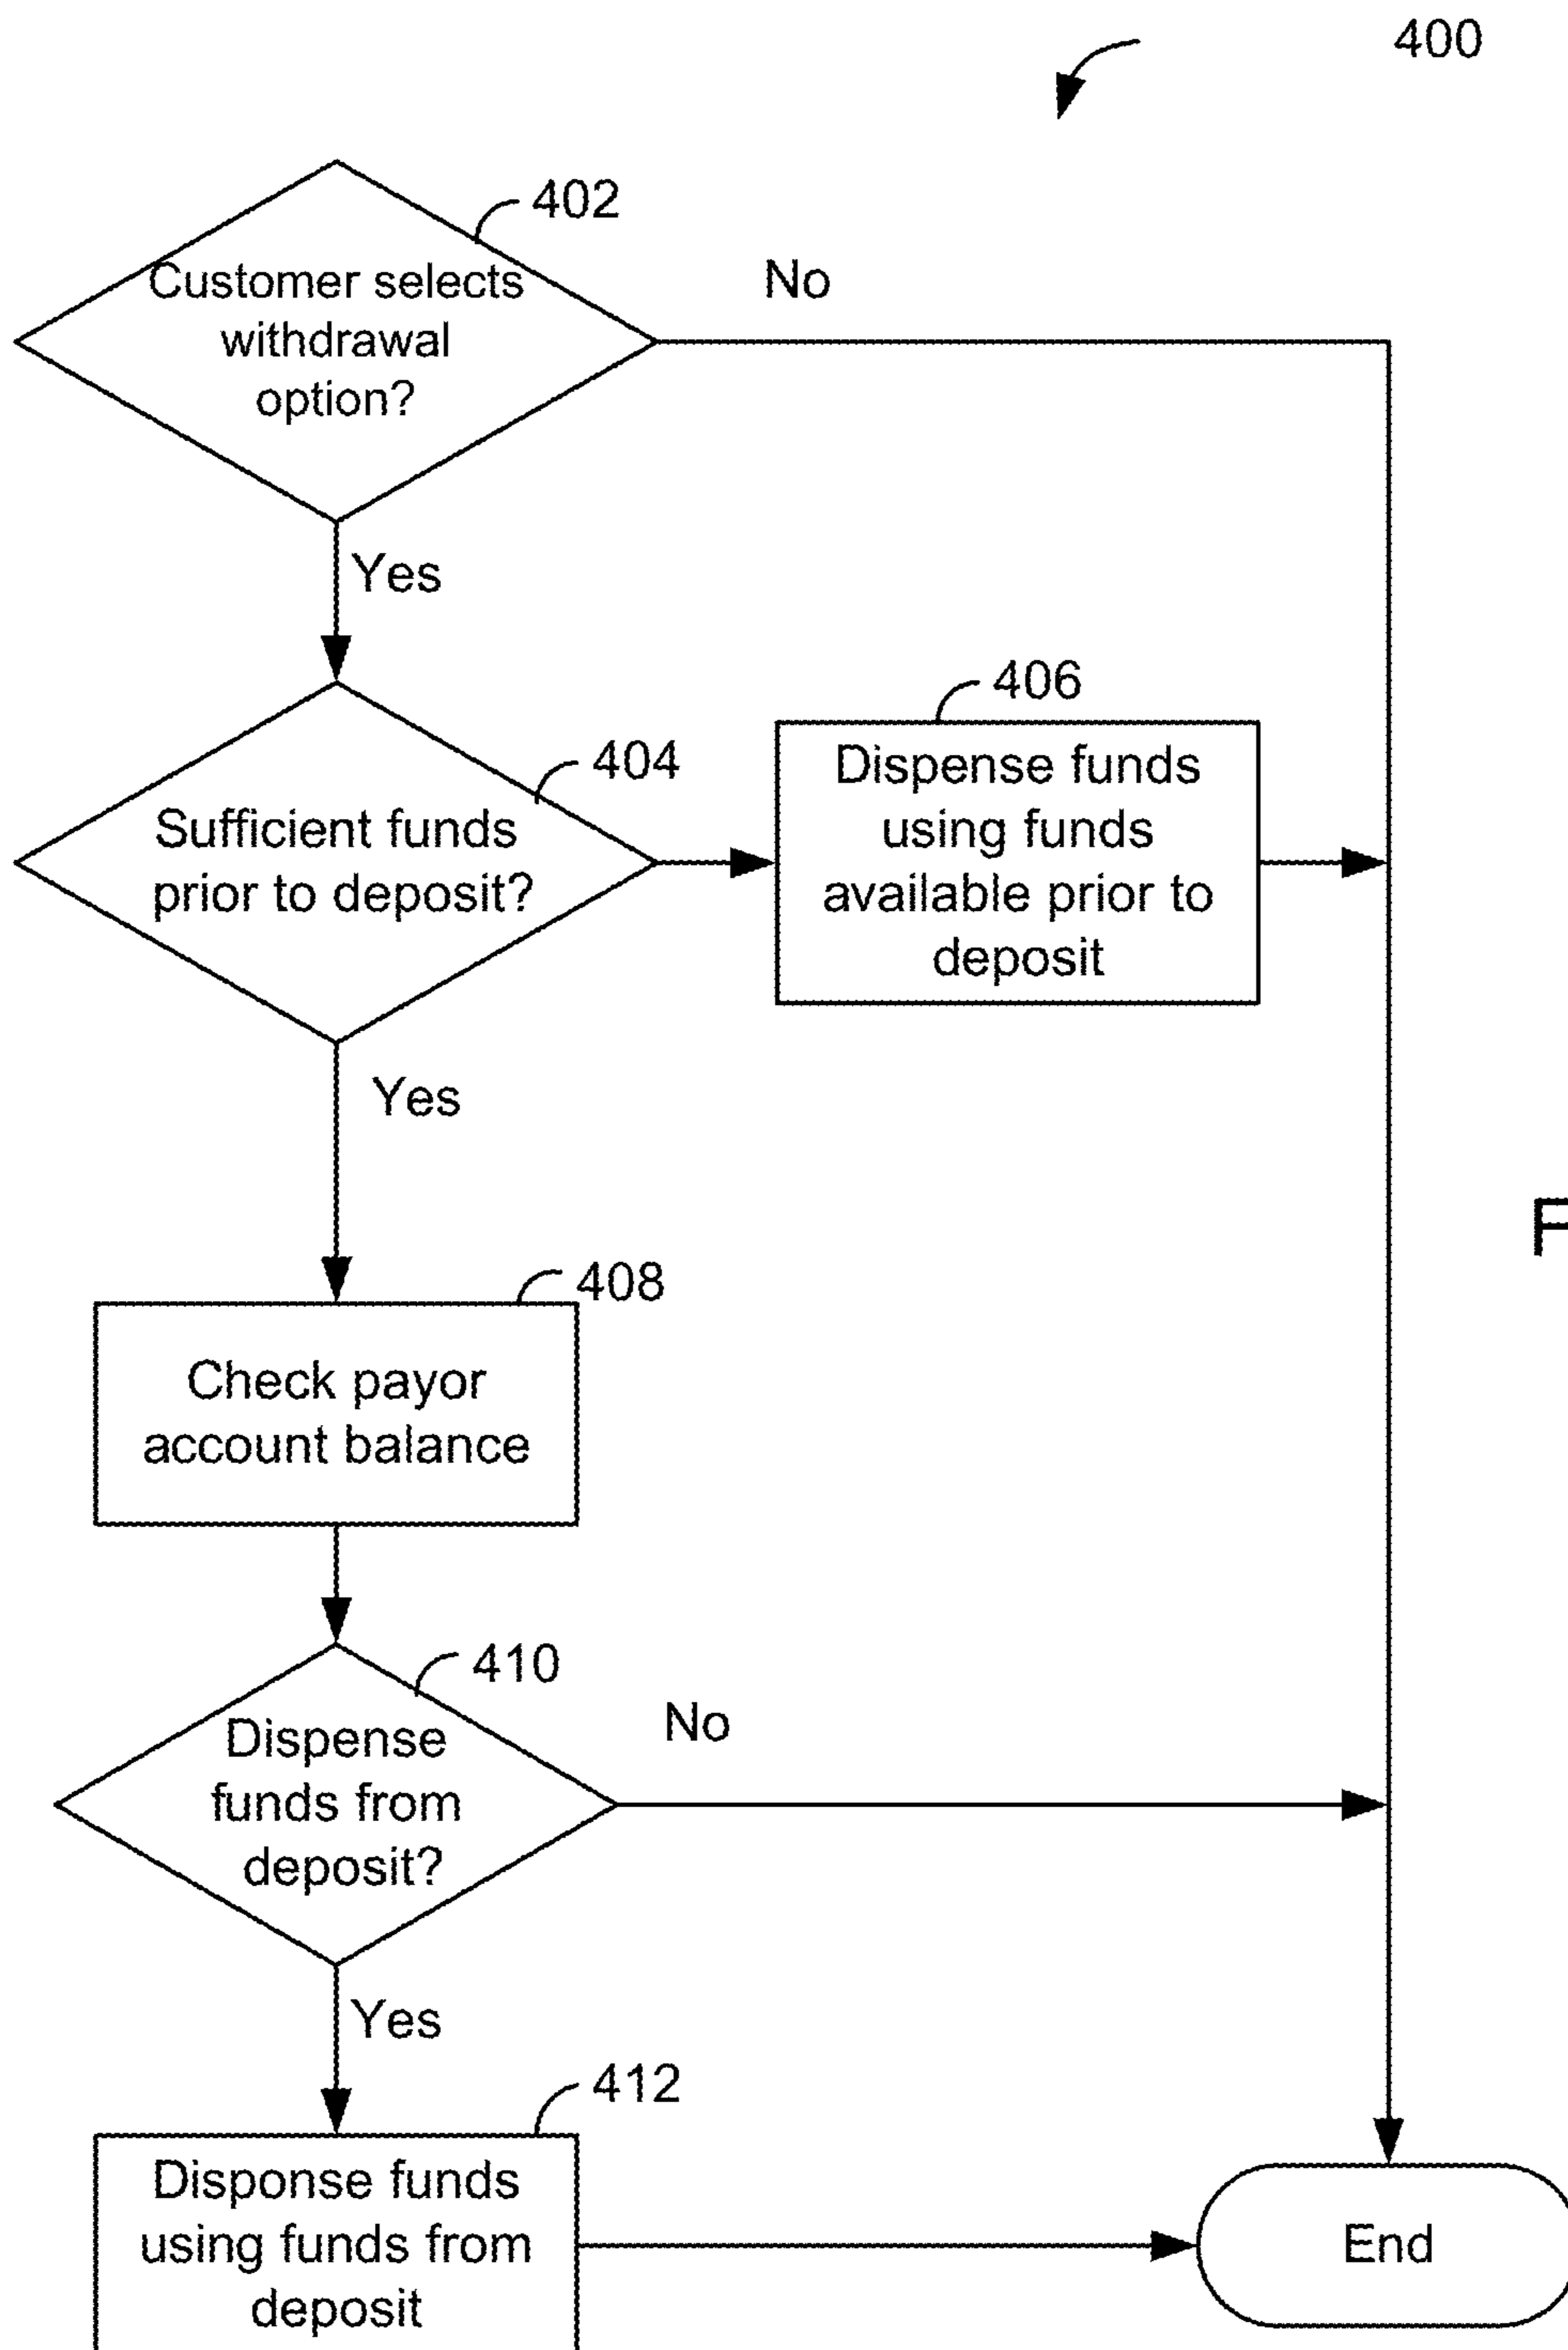 400
402
Customer selects
withdrawal
option?
No
Yes
404
Sufficient funds
prior to deposit?
406
Dispense funds
using funds
available prior to
deposit
Yes
F
408
Check payor
account balance
410
Dispense
funds from
deposit?
No
Yes
412
Disponse funds
using funds from
deposit
End